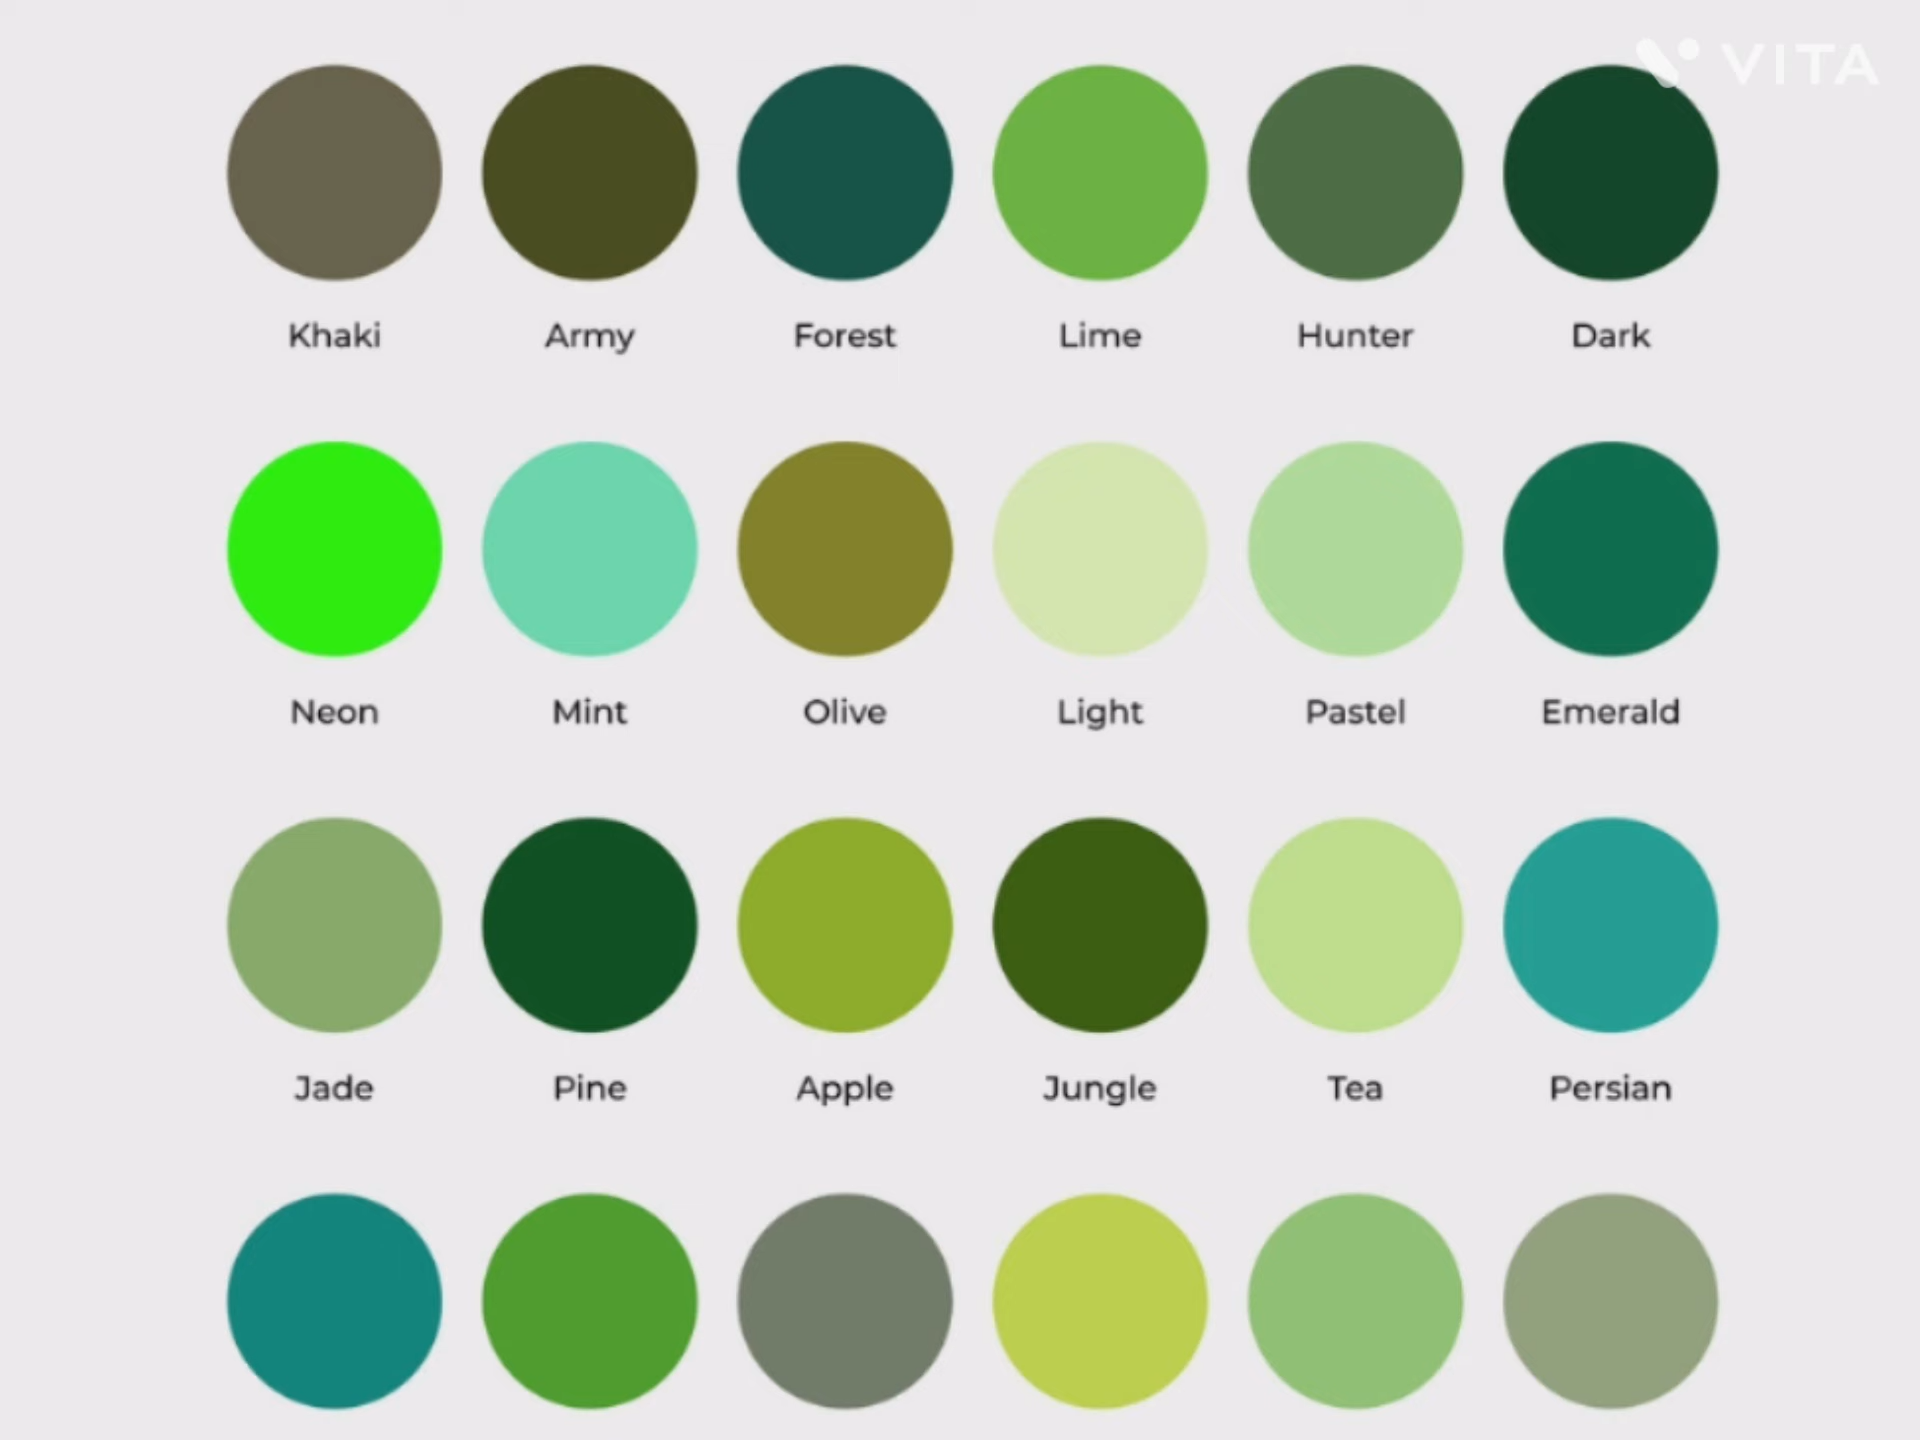 VITA
Khaki Army Forest Lime Hunter Dark
Neon Mint Olive Light Pastel Emerald
Jade Pine Apple Jungle Tea Persian